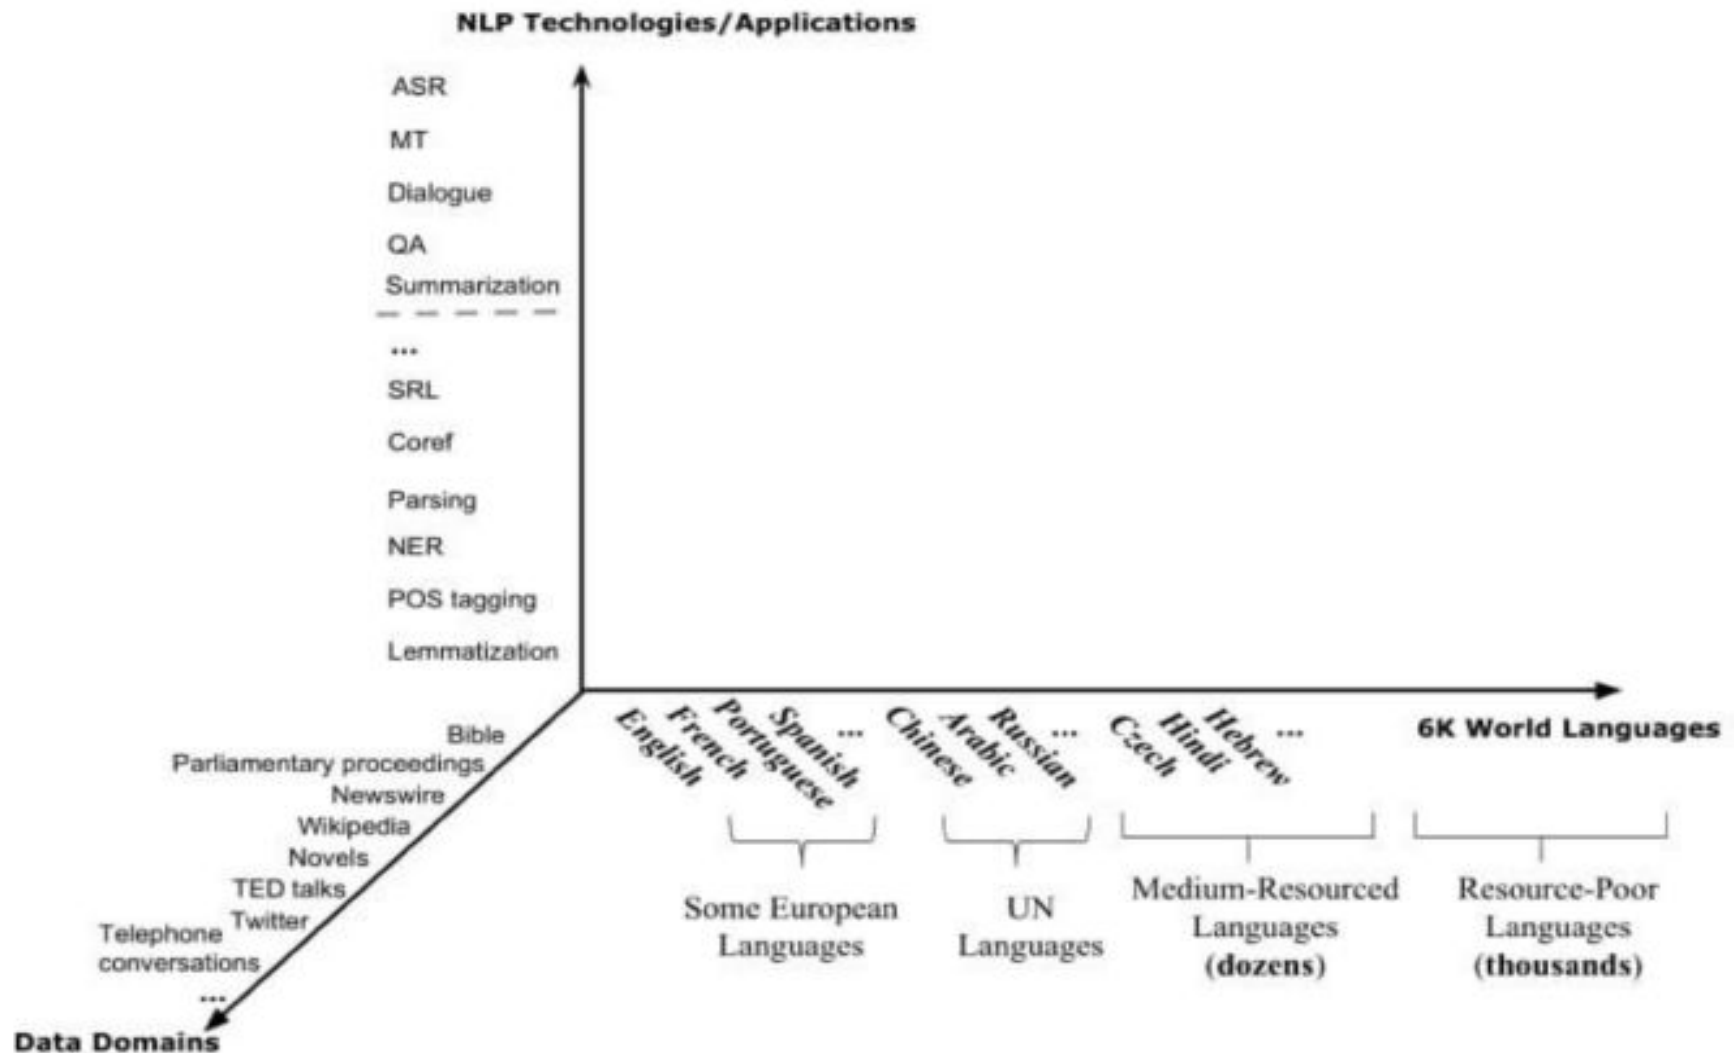 NLP Technologies/Applications
ASR
MT
Dialogue
QA
Summarization
...
SRL
Coref
Parsing
NER
POS tagging
Lemmatization
Bible
Parliamentary proceedings
Newswire
Wikipedia
Novels
TED talks
Twitter
Telephone
conversations
...
Data Domains
English
French
Portuguese
Spanish
...
Chinese
Arabic
Russian
...
Czech
Hindi
Hebrew
...
6K World Languages
Some European
Languages
UN
Languages
Medium-Resourced
Languages
(dozens)
Resource-Poor
Languages
(thousands)